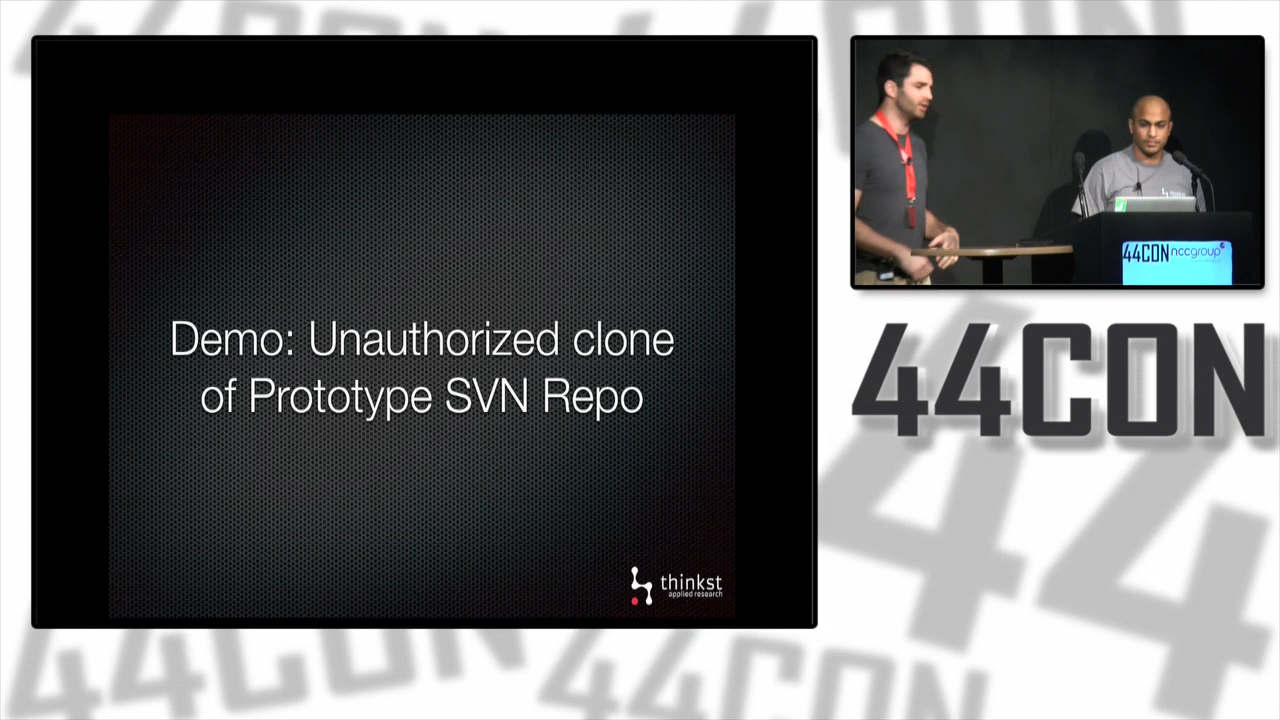 Demo: Unauthorized clone
of Prototype SVN Repo
thinkst
applied research
44CON nccgroup
44CON